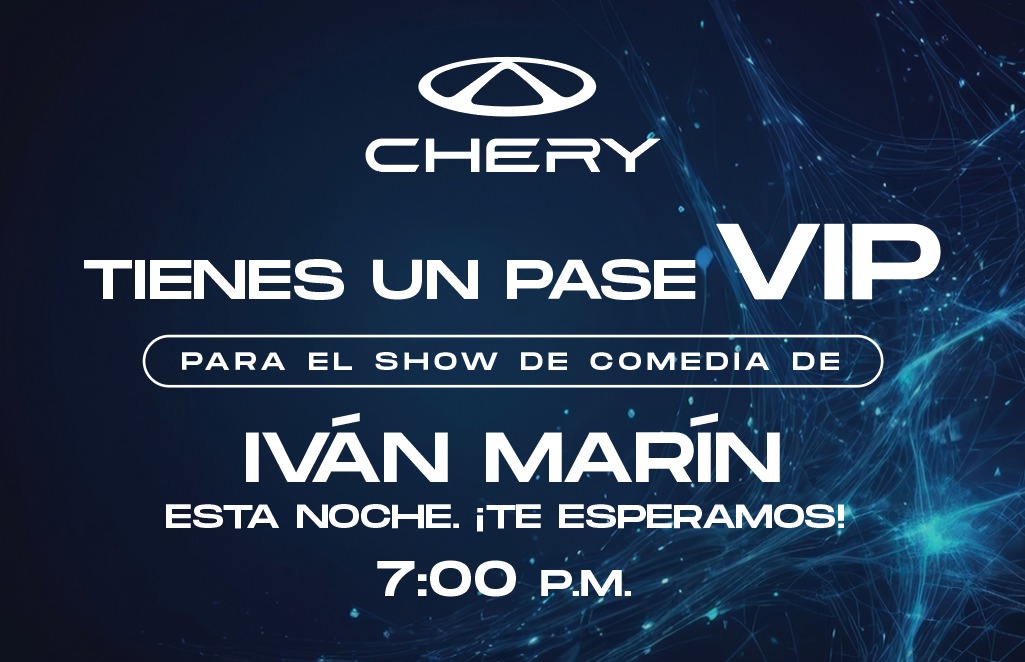 CHERY
TIENES UN PASE VIP
PARA EL SHOW DE COMEDIA DE
IVÁN MARÍN
ESTA NOCHE. ¡TE ESPERAMOS!
7:00 P.M.